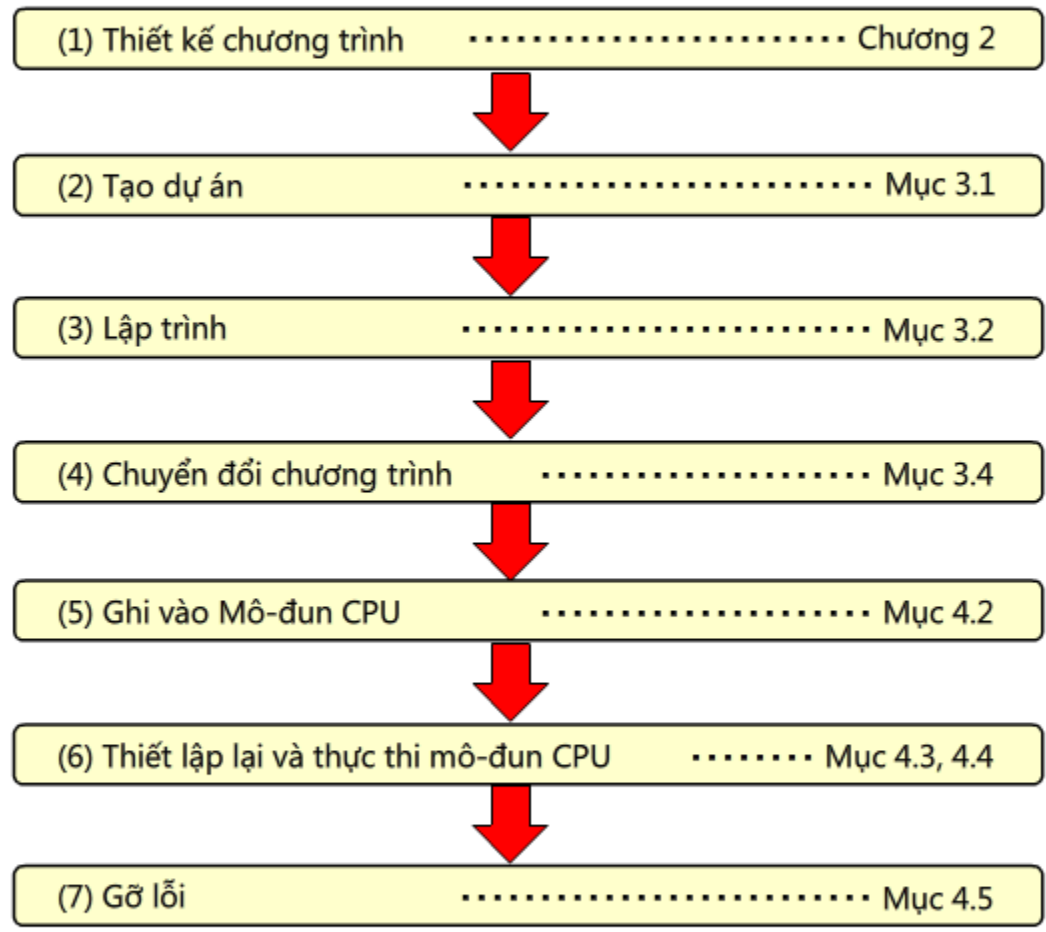 (1) Thiết kế chương trình ························ Chương 2
(2) Tạo dự án ·························· Mục 3.1
(3) Lập trình ·························· Mục 3.2
(4) Chuyển đổi chương trình ····················· Mục 3.4
(5) Ghi vào Mô-đun CPU ····················· Mục 4.2
(6) Thiết lập lại và thực thi mô-đun CPU ········ Mục 4.3, 4.4
(7) Gỡ lỗi ·························· Mục 4.5